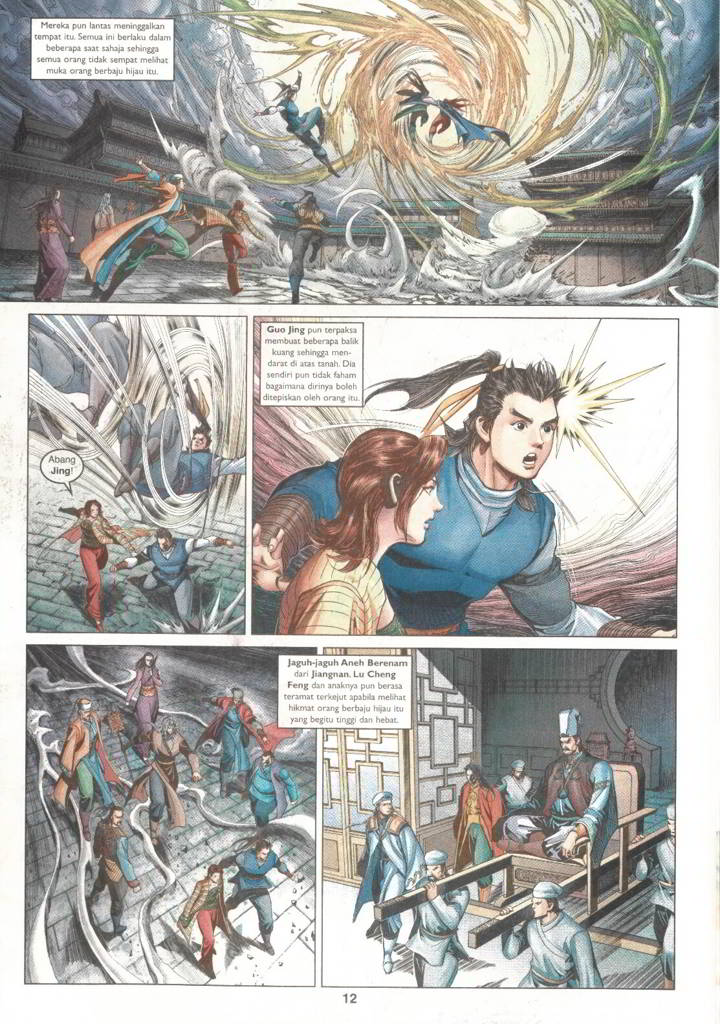 Mereka pun lantas meninggalkan
tempat itu. Semua ini berlaku dalam
beberapa saat sahaja sehingga
semua orang tidak sempat melihat
muka orang berbaju hijau itu.
Guo Jing pun terpaksa
membuat beberapa balik
kuang sehingga men-
darat di atas tanah. Dia
sendiri pun tidak faham
bagaimana dirinya boleh
ditepiskan oleh orang itu.
Abang
Jing!
Jaguh-jaguh Aneh Berenam
dari Jiangnan, Lu Cheng
Feng dan anaknya pun berasa
teramat terkejut apabila melihat
hikmat orang berbaju hijau itu
yang begitu tinggi dan hebat.
12